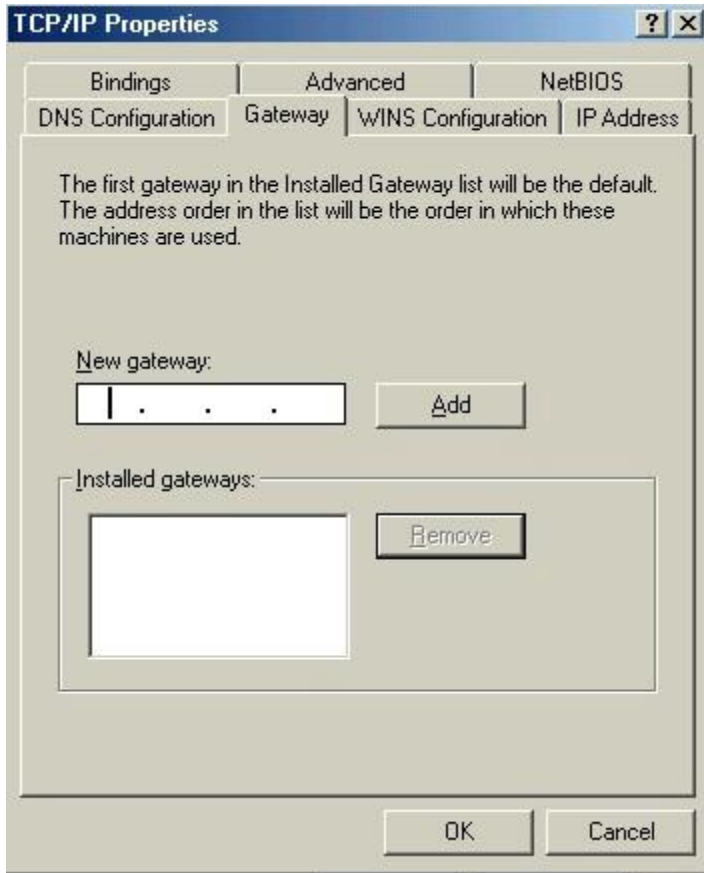 TCP/IP Properties
Bindings Advanced NetBIOS
DNS Configuration Gateway WINS Configuration IP Address
The first gateway in the Installed Gateway list will be the default.
The address order in the list will be the order in which these
machines are used.
New gateway:
. . .
Add
Installed gateways:
Remove
OK Cancel